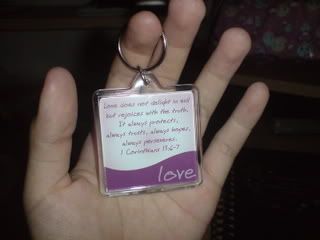 Love does not delight in evil
but rejoices with the truth.
It always protects,
always trusts, always hopes,
always perseveres.
1 Corinthians 13:6-7
love